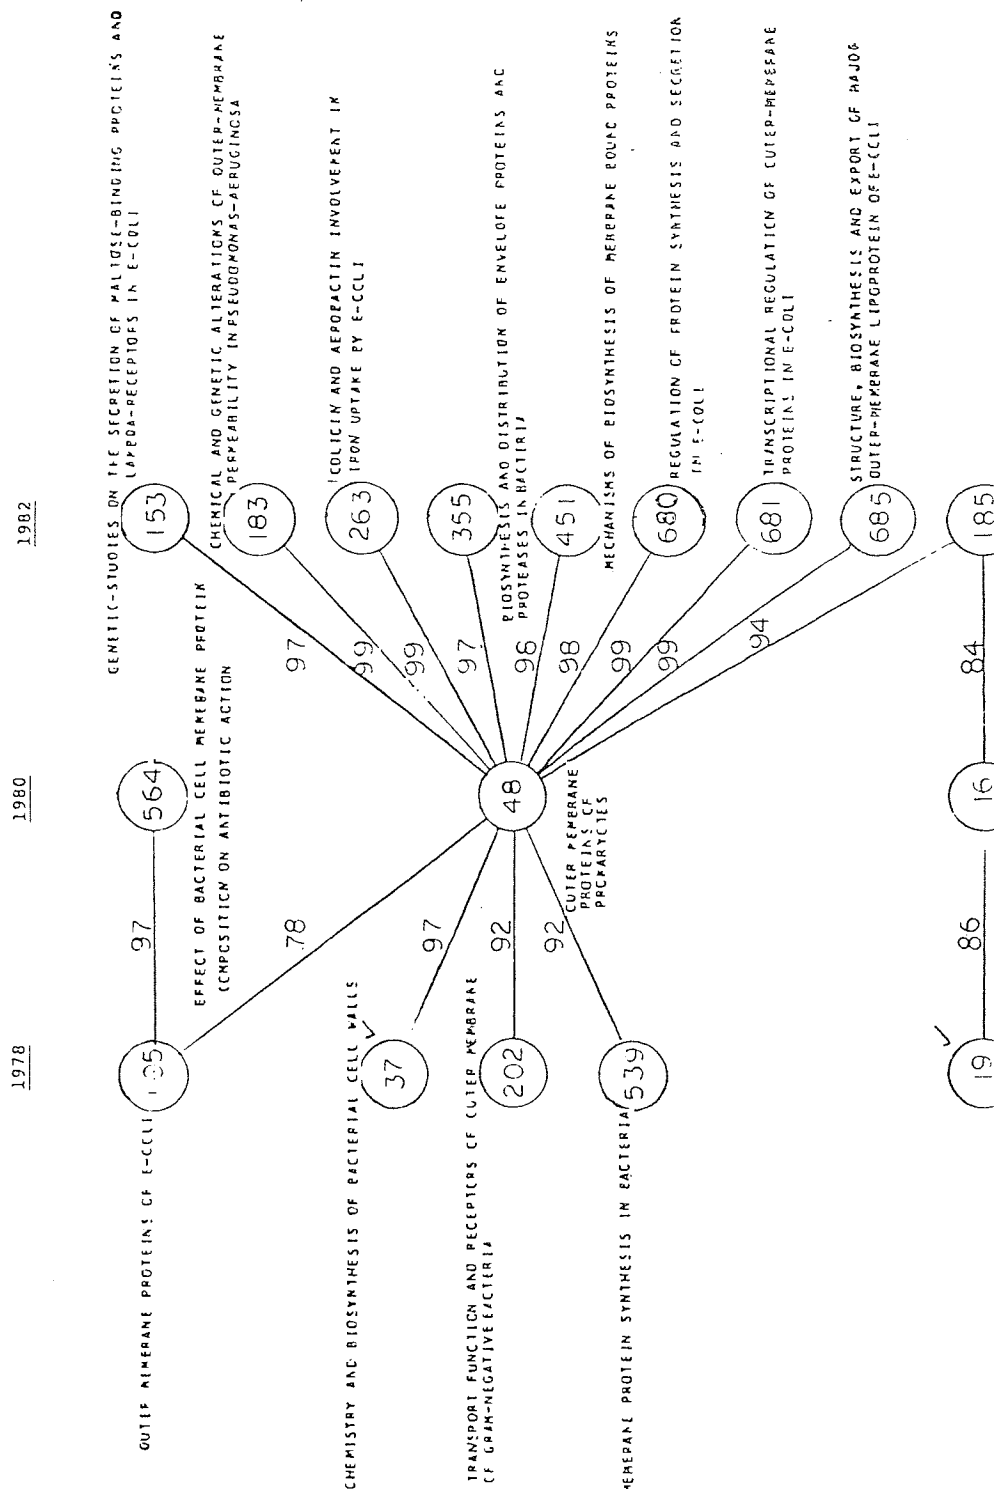 1978
1980
1982
OUTER MEMBRANE PROTEINS OF E-COLI
105
97
564
EFFECT OF BACTERIAL CELL MEMBRANE PROTEIN
COMPOSITION ON ANTIBIOTIC ACTION
78
CHEMISTRY AND BIOSYNTHESIS OF BACTERIAL CELL WALLS
37
97
TRANSPORT FUNCTION AND RECEPTORS OF OUTER MEMBRANE
OF GRAM-NEGATIVE BACTERIA
202
92
MEMBRANE PROTEIN SYNTHESIS IN BACTERIA
539
92
48
OUTER MEMBRANE
PROTEINS OF
PROKARYOTES
GENETIC-STUDIES ON THE SECRETION OF MALTOSE-BINDING PROTEINS AND
LAMBDA-RECEPTORS IN E-COLI
153
97
CHEMICAL AND GENETIC ALTERATIONS OF OUTER-MEMBRANE
PERMEABILITY IN PSEUDOMONAS-AERUGINOSA
183
99
COLICIN AND AEROBACTIN INVOLVEMENT IN
IRON UPTAKE BY E-COLI
263
99
355
97
BIOSYNTHESIS AND DISTRIBUTION OF ENVELOPE PROTEINS AND
PROTEASES IN BACTERIA
451
98
MECHANISMS OF BIOSYNTHESIS OF MEMBRANE BOUND PROTEINS
680
98
REGULATION OF PROTEIN SYNTHESIS AND SECRETION
IN E-COLI
681
99
TRANSCRIPTIONAL REGULATION OF OUTER-MEMBRANE
PROTEINS IN E-COLI
685
99
STRUCTURE, BIOSYNTHESIS AND EXPORT OF MAJOR
OUTER-MEMBRANE LIPOPROTEIN OF E-COLI
185
94
19
86
16
84